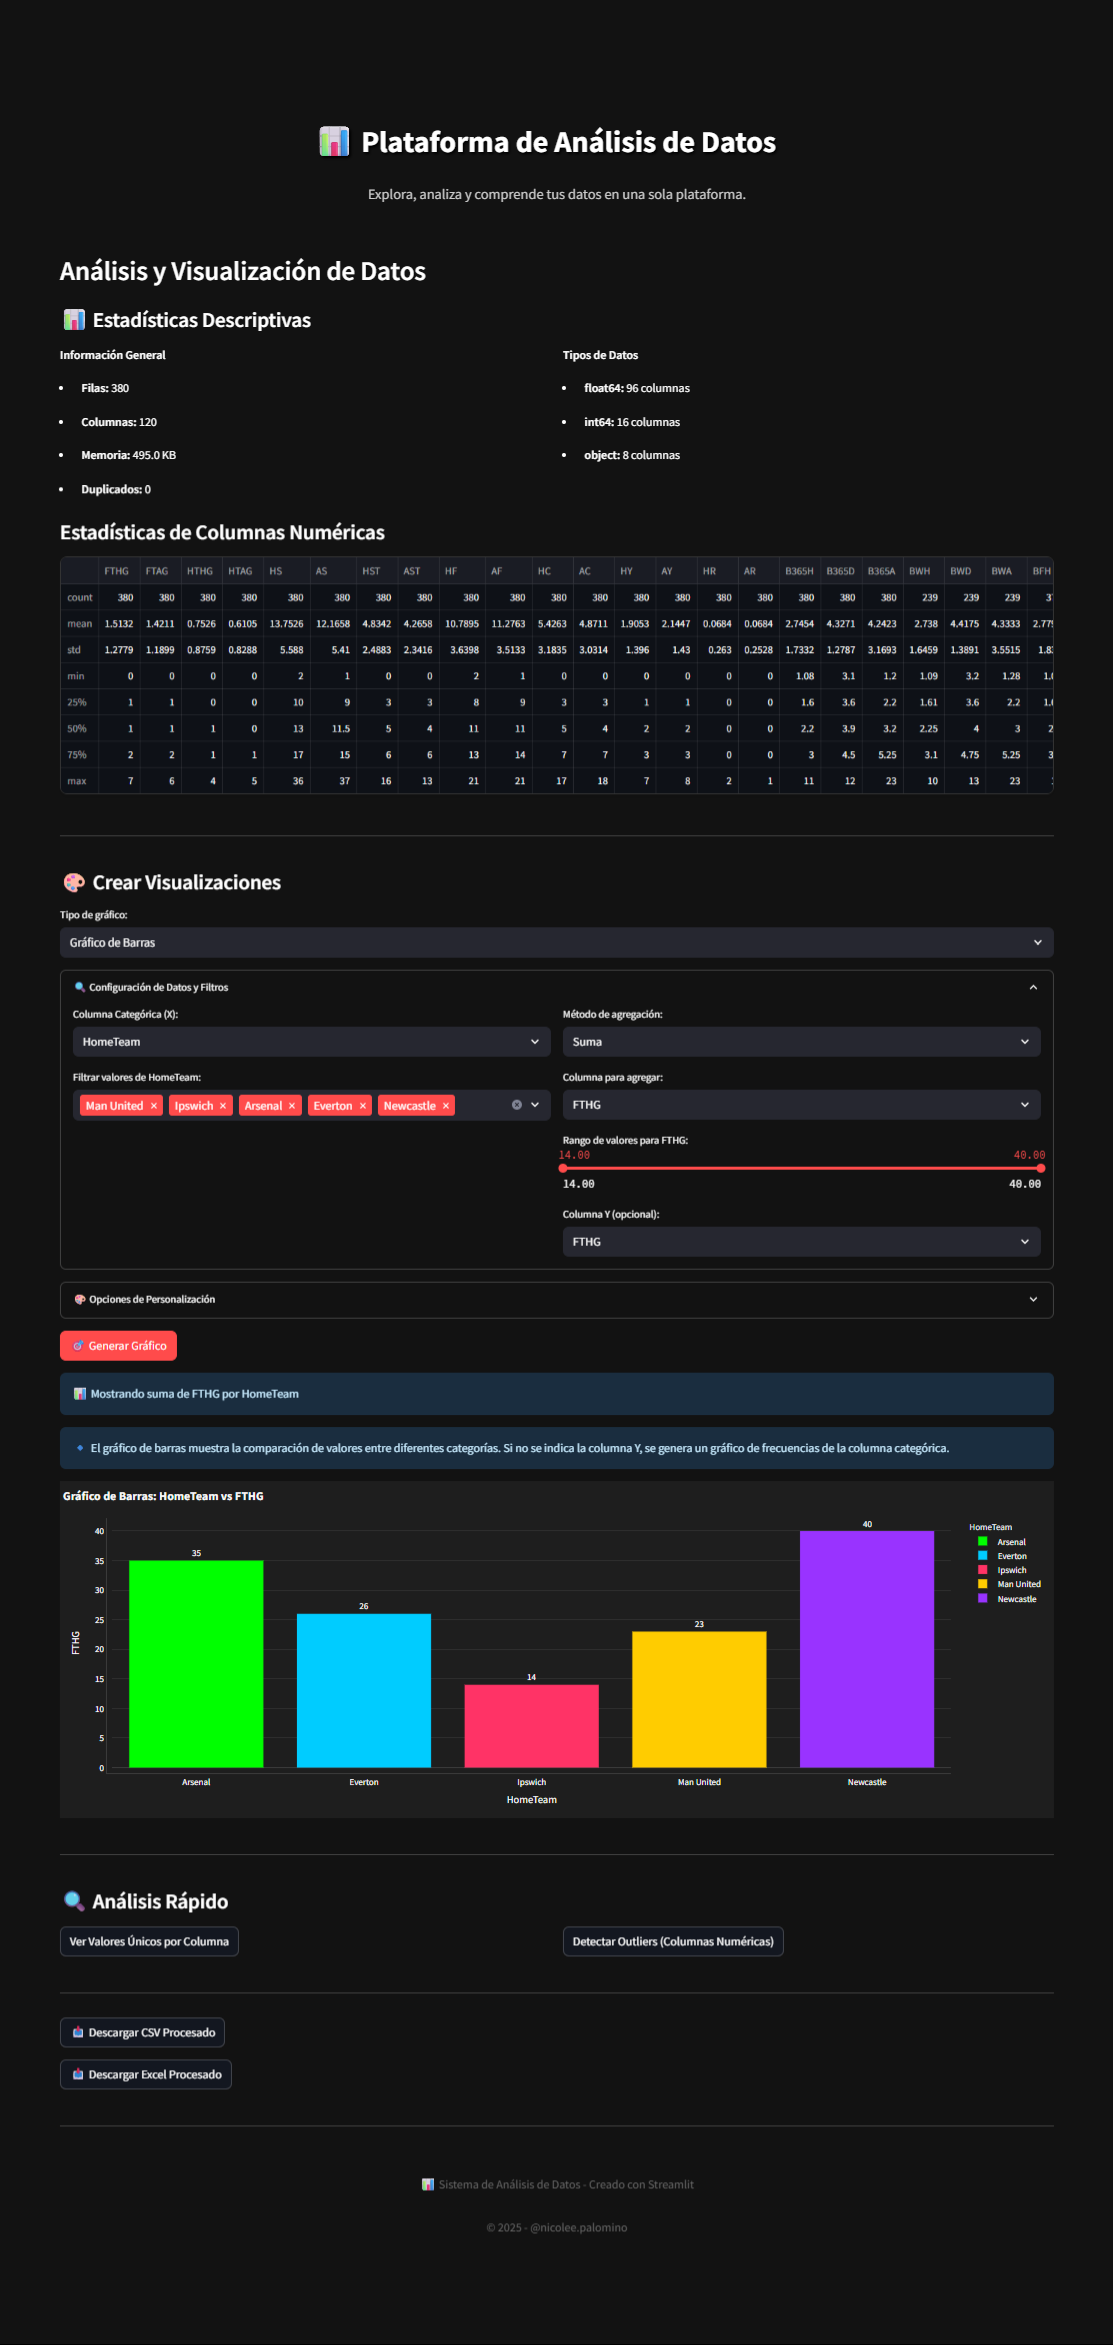 Plataforma de Análisis de Datos
Explora, analiza y comprende tus datos en una sola plataforma.
Análisis y Visualización de Datos
Estadísticas Descriptivas
Información General
Filas: 380
Columnas: 120
Memoria: 495.0 KB
Duplicados: 0
Tipos de Datos
float64: 96 columnas
int64: 16 columnas
object: 8 columnas
Estadísticas de Columnas Numéricas
FTHG FTAG HTHG HTAG HS AS HST AST HF AF HC AC HY AY HR AR B365H B365D B365A BWH BWD BWA BFH
count 380 380 380 380 380 380 380 380 380 380 380 380 380 380 380 380 380 380 380 239 239 239
mean 1.5132 1.4211 0.7526 0.6105 13.7526 12.1658 4.8342 4.2658 10.7895 11.2763 5.4263 4.8711 1.9053 2.1447 0.0684 0.0684 2.7454 4.3271 4.2423 2.738 4.4175 4.3333
std 1.2779 1.1899 0.8759 0.8288 5.588 5.41 2.4883 2.3416 3.6398 3.5133 3.1835 3.0314 1.396 1.43 0.263 0.2528 1.7332 1.2787 3.1693 1.6459 1.3891 3.5515
min 0 0 0 0 2 1 0 0 2 1 0 0 0 0 0 0 1.08 3.1 1.2 1.09 3.2 1.28
25% 1 1 0 0 10 9 3 3 8 9 3 3 1 1 0 0 1.6 3.6 2.2 1.61 3.6 2.2
50% 1 1 1 0 13 11.5 5 4 11 11 5 4 2 2 0 0 2.2 3.9 3.2 2.25 4 3
75% 2 2 1 1 17 15 6 6 13 14 7 7 3 3 0 0 3 4.5 5.25 3.1 4.75 5.25
max 7 6 4 5 36 37 16 13 21 21 17 18 7 8 2 1 11 12 23 10 13 23
Crear Visualizaciones
Tipo de gráfico:
Gráfico de Barras
Configuración de Datos y Filtros
Columna Categórica (X):
HomeTeam
Filtrar valores de HomeTeam:
Man United × Ipswich × Arsenal × Everton × Newcastle ×
Método de agregación:
Suma
Columna para agregar:
FTHG
Rango de valores para FTHG:
14.00 40.00
14.00 40.00
Columna Y (opcional):
FTHG
Opciones de Personalización
Generar Gráfico
Mostrando suma de FTHG por HomeTeam
El gráfico de barras muestra la comparación de valores entre diferentes categorías. Si no se indica la columna Y, se genera un gráfico de frecuencias de la columna categórica.
Gráfico de Barras: HomeTeam vs FTHG
40
35
30
25
20
15
10
5
0
FTHG
35
26
14
23
40
Arsenal Everton Ipswich Man United Newcastle
HomeTeam
HomeTeam
Arsenal
Everton
Ipswich
Man United
Newcastle
Análisis Rápido
Ver Valores Únicos por Columna
Detectar Outliers (Columnas Numéricas)
Descargar CSV Procesado
Descargar Excel Procesado
Sistema de Análisis de Datos - Creado con Streamlit
© 2025 - @nicolee.palomino